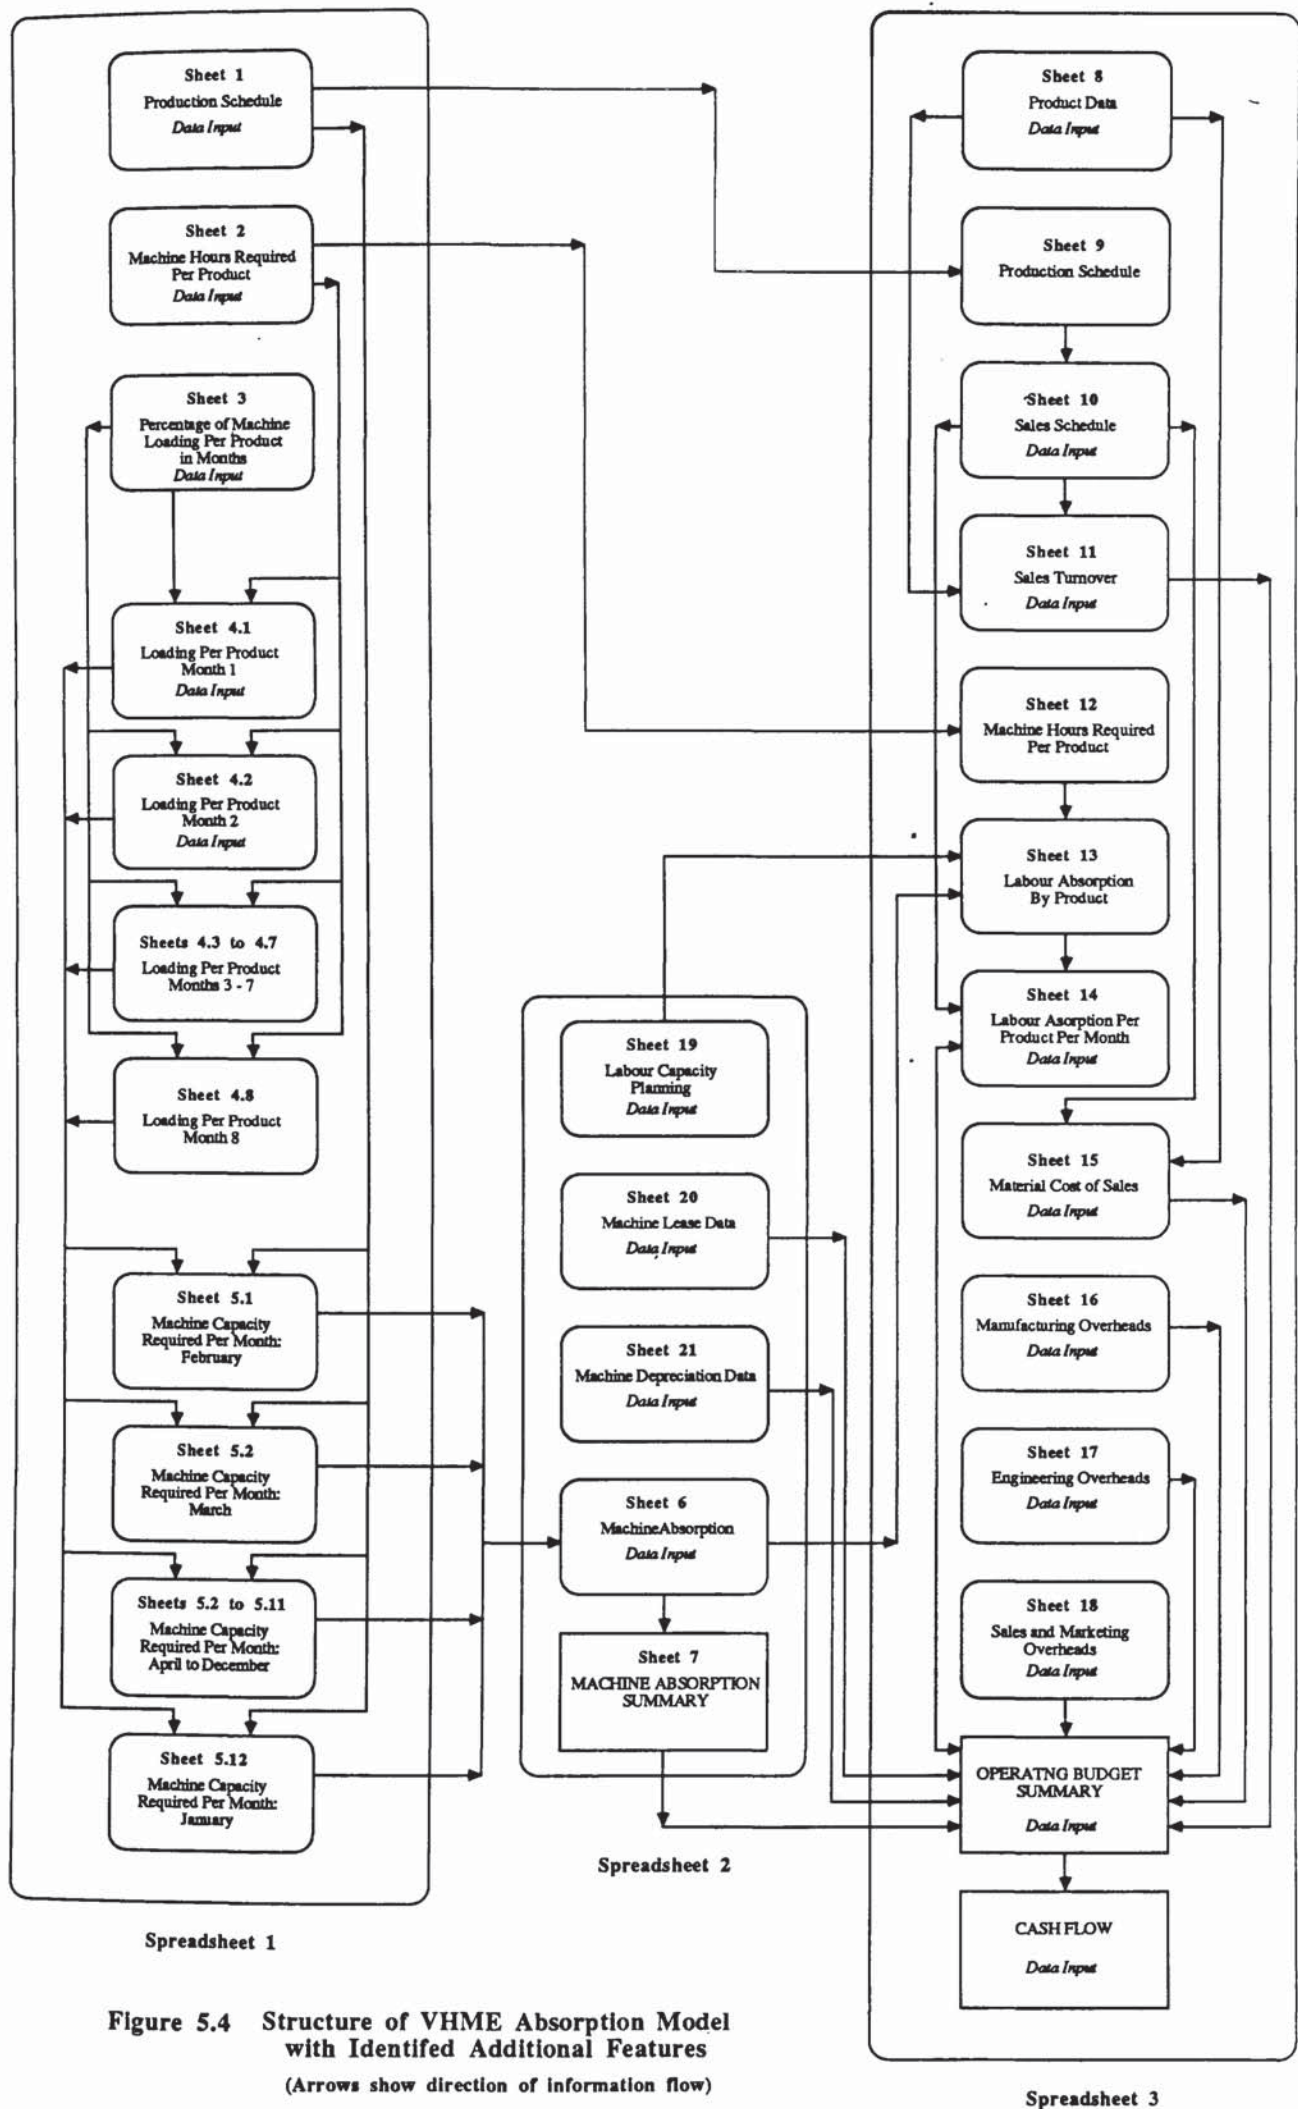 Sheet 1
Production Schedule
Data Input
Sheet 2
Machine Hours Required
Per Product
Data Input
Sheet 3
Percentage of Machine
Loading Per Product
in Months
Data Input
Sheet 4.1
Loading Per Product
Month 1
Data Input
Sheet 4.2
Loading Per Product
Month 2
Data Input
Sheets 4.3 to 4.7
Loading Per Product
Months 3 - 7
Sheet 4.8
Loading Per Product
Month 8
Sheet 5.1
Machine Capacity
Required Per Month:
February
Sheet 5.2
Machine Capacity
Required Per Month:
March
Sheets 5.2 to 5.11
Machine Capacity
Required Per Month:
April to December
Sheet 5.12
Machine Capacity
Required Per Month:
January
Spreadsheet 1
Sheet 19
Labour Capacity
Planning
Data Input
Sheet 20
Machine Lease Data
Data Input
Sheet 21
Machine Depreciation Data
Data Input
Sheet 6
MachineAbsorption
Data Input
Sheet 7
MACHINE ABSORPTION
SUMMARY
Spreadsheet 2
Sheet 8
Product Data
Data Input
Sheet 9
Production Schedule
Sheet 10
Sales Schedule
Data Input
Sheet 11
Sales Turnover
Data Input
Sheet 12
Machine Hours Required
Per Product
Sheet 13
Labour Absorption
By Product
Sheet 14
Labour Asorption Per
Product Per Month
Data Input
Sheet 15
Material Cost of Sales
Data Input
Sheet 16
Manufacturing Overheads
Data Input
Sheet 17
Engineering Overheads
Data Input
Sheet 18
Sales and Marketing
Overheads
Data Input
OPERATNG BUDGET
SUMMARY
Data Input
CASH FLOW
Data Input
Spreadsheet 3
Figure 5.4 Structure of VHME Absorption Model
with Identifed Additional Features
(Arrows show direction of information flow)